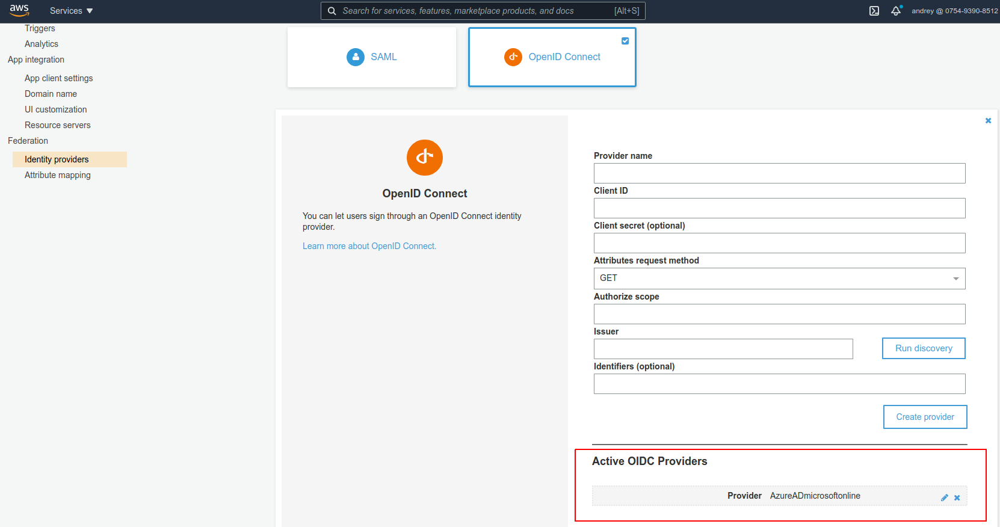 aws
Services
Search for services, features, marketplace products, and docs
[Alt+S]
andrey @ 0754-9390-8512
Triggers
Analytics
App integration
App client settings
Domain name
UI customization
Resource servers
Federation
Identity providers
Attribute mapping
SAML
OpenID Connect
OpenID Connect
You can let users sign through an OpenID Connect identity
provider.
Learn more about OpenID Connect.
Provider name
Client ID
Client secret (optional)
Attributes request method
GET
Authorize scope
Issuer
Run discovery
Identifiers (optional)
Create provider
Active OIDC Providers
Provider AzureADmicrosoftonline